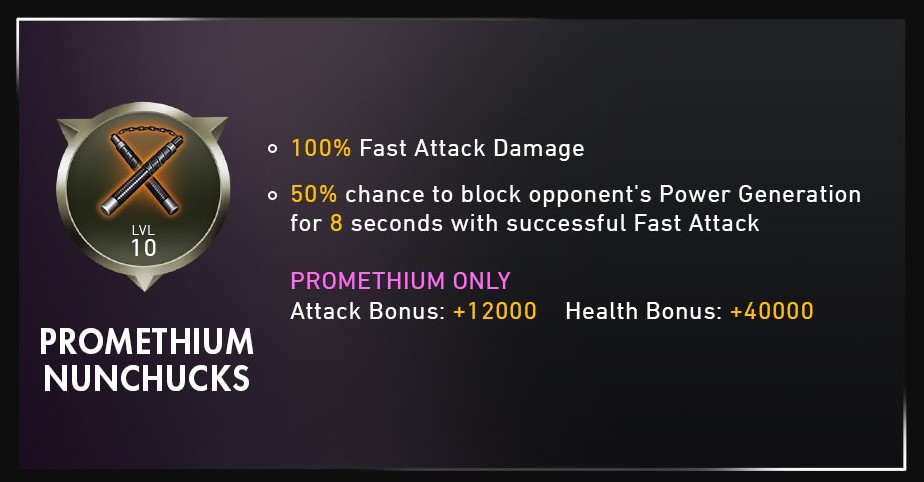 100% Fast Attack Damage
50% chance to block opponent's Power Generation
for 8 seconds with successful Fast Attack
LVL
10
PROMETHIUM ONLY
Attack Bonus: +12000 Health Bonus: +40000
PROMETHIUM
NUNCHUCKS